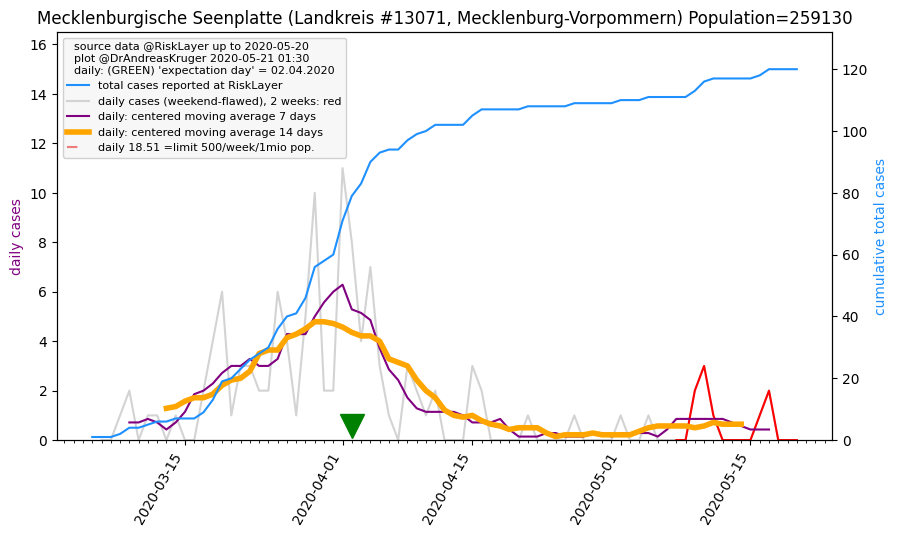 Mecklenburgische Seenplatte (Landkreis #13071, Mecklenburg-Vorpommern) Population=259130
source data @RiskLayer up to 2020-05-20
plot @DrAndreasKruger 2020-05-21 01:30
daily: (GREEN) 'expectation day' = 02.04.2020
total cases reported at RiskLayer
daily cases (weekend-flawed), 2 weeks: red
daily: centered moving average 7 days
daily: centered moving average 14 days
daily 18.51 =limit 500/week/1mio pop.
daily cases
16
14
12
10
8
6
4
2
0
cumulative total cases
120
100
80
60
40
20
0
2020-03-15
2020-04-01
2020-04-15
2020-05-01
2020-05-15